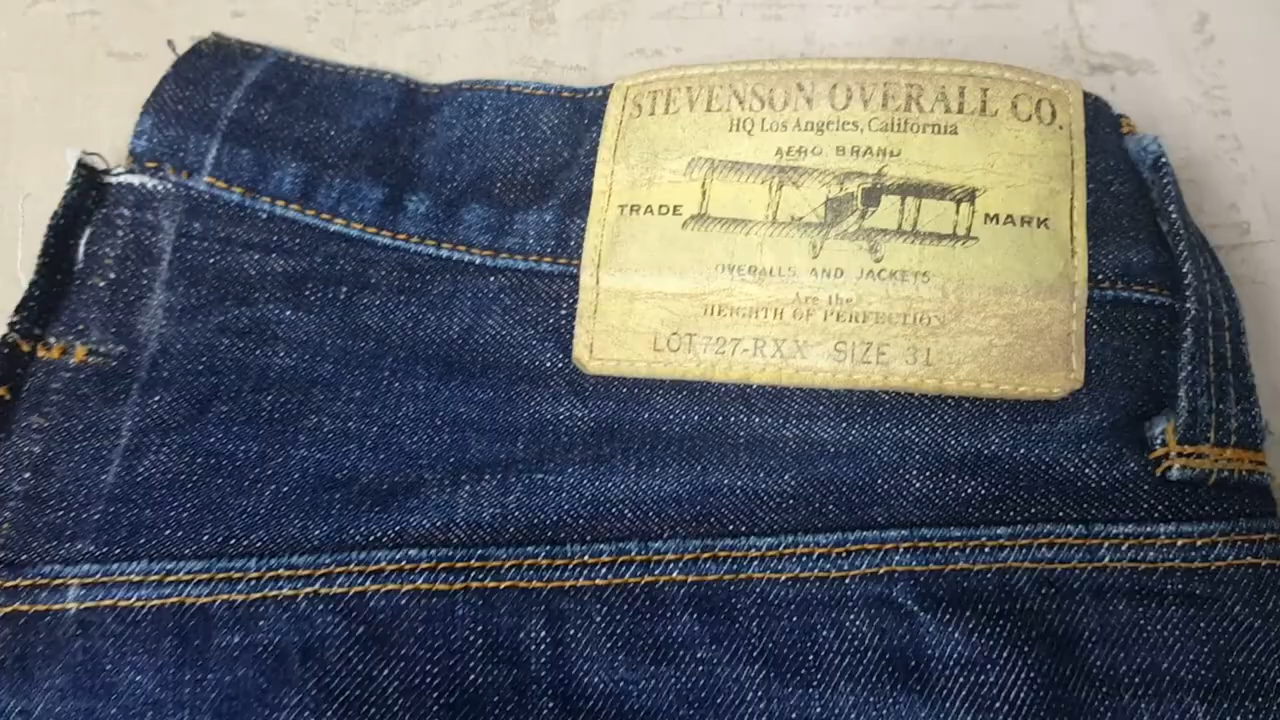 STEVENSON OVERALL CO.
HQ Los Angeles, California
AERO BRAND
TRADE MARK
OVERALLS AND JACKETS
Are the
HEIGHTH OF PERFECTION
LOT727-RXX SIZE 31